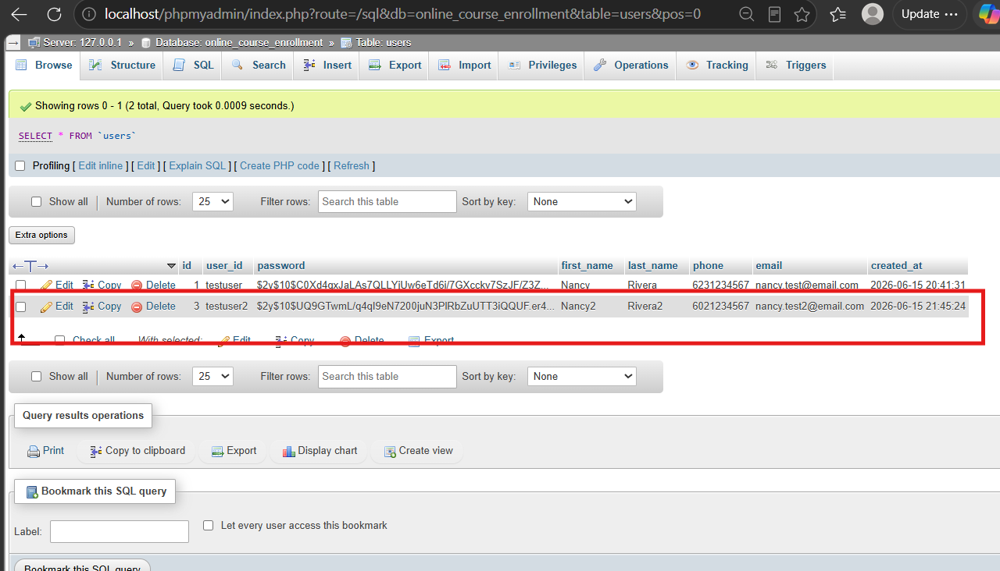 localhost/phpmyadmin/index.php?route=/sql&db=online_course_enrollment&table=users&pos=0 Update
Server: 127.0.0.1 » Database: online_course_enrollment » Table: users
Browse Structure SQL Search Insert Export Import Privileges Operations Tracking Triggers
Showing rows 0 - 1 (2 total, Query took 0.0009 seconds.)
SELECT * FROM `users`
Profiling [ Edit inline ] [ Edit ] [ Explain SQL ] [ Create PHP code ] [ Refresh ]
Show all Number of rows: 25 Filter rows: Search this table Sort by key: None
Extra options
id user_id password first_name last_name phone email created_at
Edit Copy Delete 1 testuser $2y$10$C0Xd4gxJaLAs7QLLYjUw6eTd6i/7GXcckv7SzJF/Z3Z... Nancy Rivera 6231234567 nancy.test@email.com 2026-06-15 20:41:31
Edit Copy Delete 3 testuser2 $2y$10$UQ9GTwmL/q4qI9eN7200juN3PlRbZuUTT3iQQUF.er4... Nancy2 Rivera2 6021234567 nancy.test2@email.com 2026-06-15 21:45:24
Check all With selected: Edit Copy Delete Export
Show all Number of rows: 25 Filter rows: Search this table Sort by key: None
Query results operations
Print Copy to clipboard Export Display chart Create view
Bookmark this SQL query
Label: Let every user access this bookmark
Bookmark this SQL query